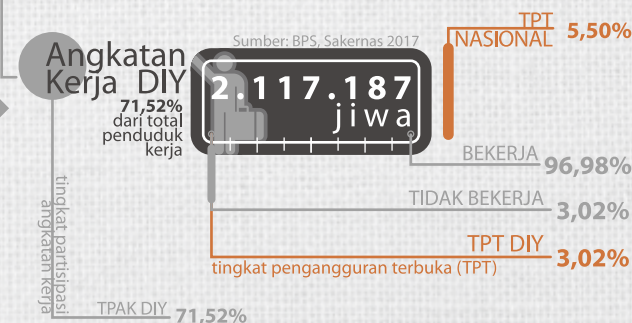 TPT
NASIONAL 5,50%
Sumber: BPS, Sakernas 2017
Angkatan
Kerja DIY
71,52%
dari total
penduduk
kerja
2.117.187
jiwa
BEKERJA 96,98%
TIDAK BEKERJA 3,02%
TPT DIY 3,02%
tingkat pengangguran terbuka (TPT)
tingkat partisipasi
angkatan kerja
TPAK DIY 71,52%